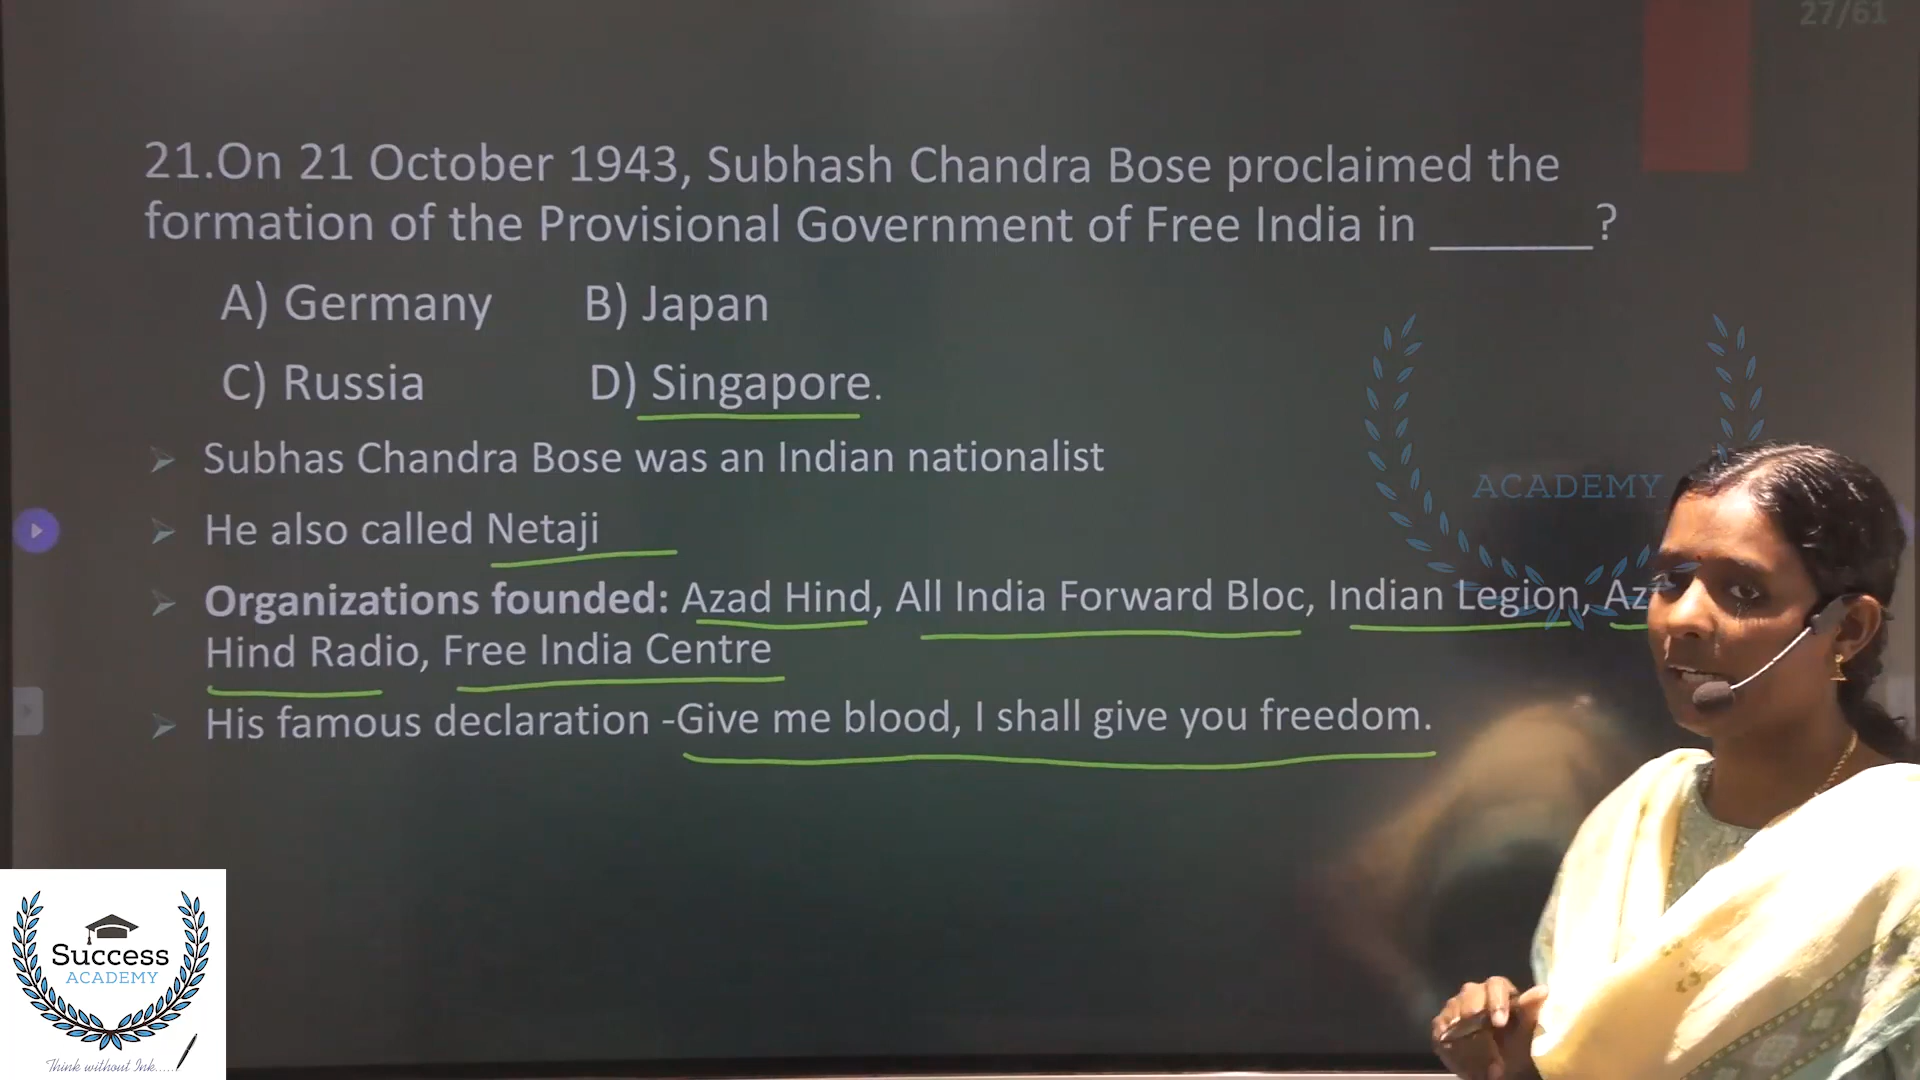 27/61
21.On 21 October 1943, Subhash Chandra Bose proclaimed the
formation of the Provisional Government of Free India in ______?
A) Germany B) Japan
C) Russia D) Singapore.
Subhas Chandra Bose was an Indian nationalist
ACADEMY
He also called Netaji
Organizations founded: Azad Hind, All India Forward Bloc, Indian Legion,
Hind Radio, Free India Centre
His famous declaration -Give me blood, I shall give you freedom.
Success
ACADEMY
Think without Ink.....